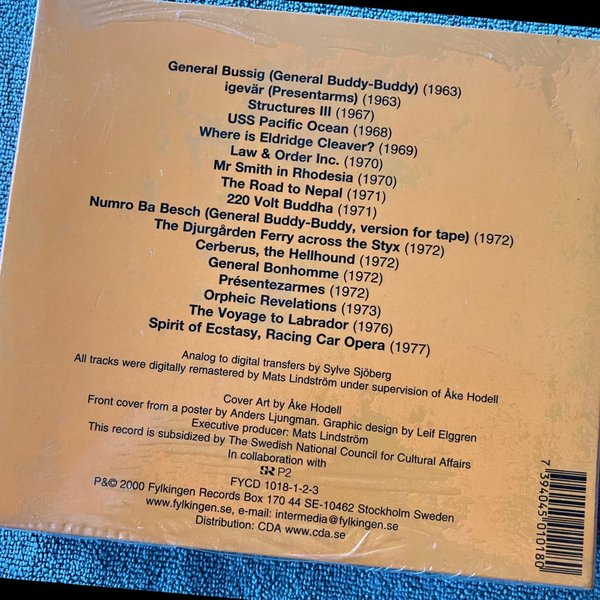 General Bussig (General Buddy-Buddy) (1963)
igevär (Presentarms) (1963)
Structures III (1967)
USS Pacific Ocean (1968)
Where is Eldridge Cleaver? (1969)
Law & Order Inc. (1970)
Mr Smith in Rhodesia (1970)
The Road to Nepal (1971)
220 Volt Buddha (1971)
Numro Ba Besch (General Buddy-Buddy, version for tape) (1972)
The Djurgården Ferry across the Styx (1972)
Cerberus, the Hellhound (1972)
General Bonhomme (1972)
Présentezarmes (1972)
Orpheic Revelations (1973)
The Voyage to Labrador (1976)
Spirit of Ecstasy, Racing Car Opera (1977)
Analog to digital transfers by Sylve Sjöberg
All tracks were digitally remastered by Mats Lindström under supervision of Åke Hodell
Cover Art by Åke Hodell
Front cover from a poster by Anders Ljungman. Graphic design by Leif Elggren
Executive producer: Mats Lindström
This record is subsidized by The Swedish National Council for Cultural Affairs
In collaboration with
SR P2
FYCD 1018-1-2-3
P&© 2000 Fylkingen Records Box 170 44 SE-10462 Stockholm Sweden
www.fylkingen.se, e-mail: intermedia@fylkingen.se
Distribution: CDA www.cda.se
7 394045 010180